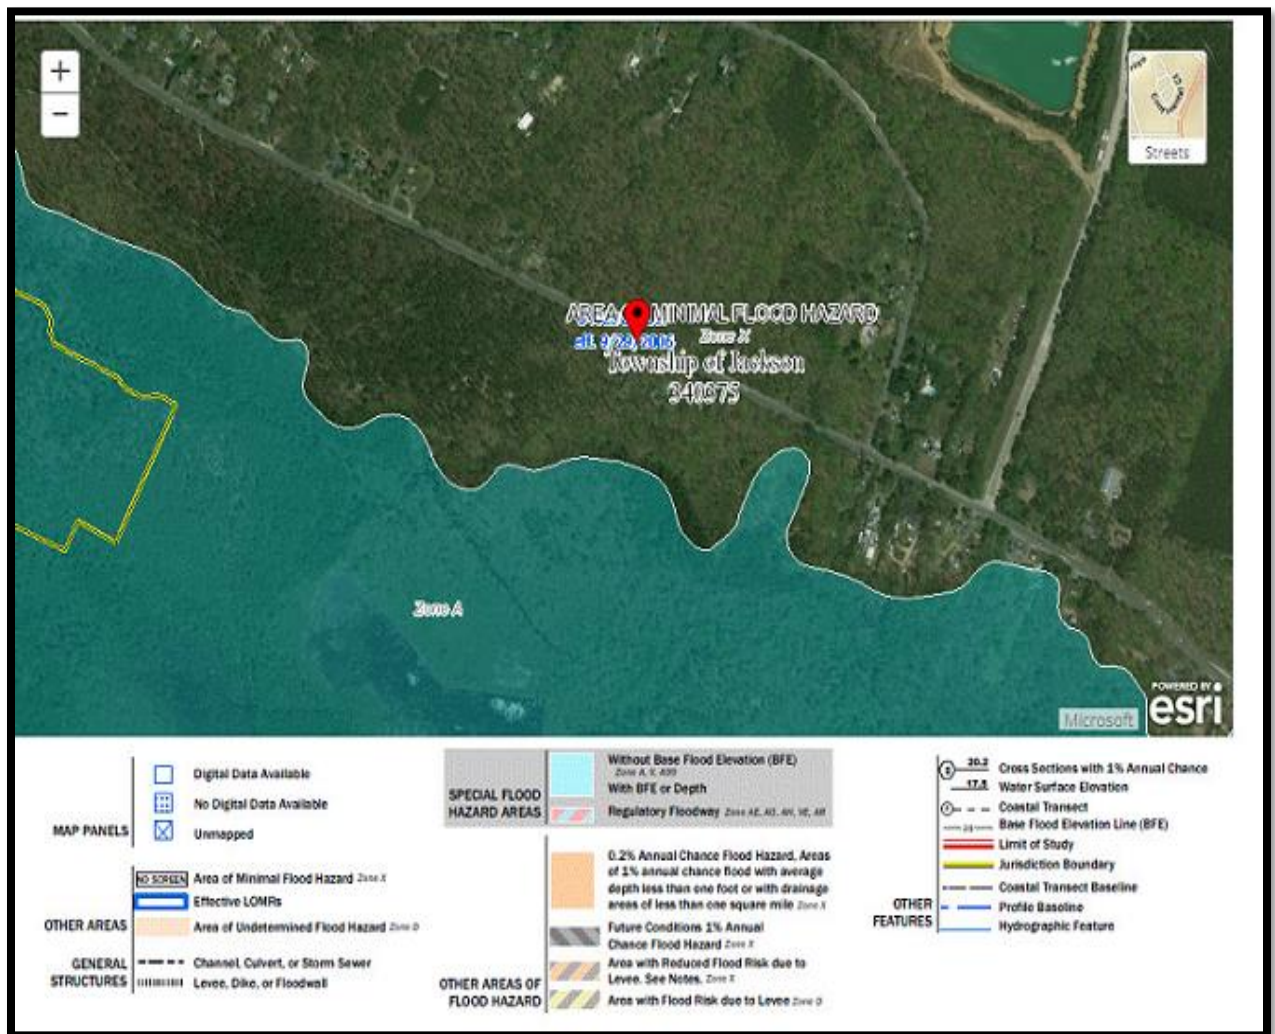 +
−
Streets
AREA OF MINIMAL FLOOD HAZARD
Zone X
eff. 9/29, 2006
Township of Jackson
340375
Zone A
POWERED BY
esri
Microsoft
MAP PANELS
Digital Data Available
No Digital Data Available
Unmapped
OTHER AREAS
NO SCREEN Area of Minimal Flood Hazard Zone X
Effective LOMRs
Area of Undetermined Flood Hazard Zone D
GENERAL
STRUCTURES
Channel, Culvert, or Storm Sewer
Levee, Dike, or Floodwall
SPECIAL FLOOD
HAZARD AREAS
Without Base Flood Elevation (BFE)
Zone A, V, A99
With BFE or Depth
Regulatory Floodway Zone AE, AO, AH, VE, AR
OTHER AREAS OF
FLOOD HAZARD
0.2% Annual Chance Flood Hazard, Areas
of 1% annual chance flood with average
depth less than one foot or with drainage
areas of less than one square mile Zone X
Future Conditions 1% Annual
Chance Flood Hazard Zone X
Area with Reduced Flood Risk due to
Levee. See Notes. Zone X
Area with Flood Risk due to Levee Zone D
OTHER
FEATURES
20.2 Cross Sections with 1% Annual Chance
17.5 Water Surface Elevation
Coastal Transect
Base Flood Elevation Line (BFE)
Limit of Study
Jurisdiction Boundary
Coastal Transect Baseline
Profile Baseline
Hydrographic Feature